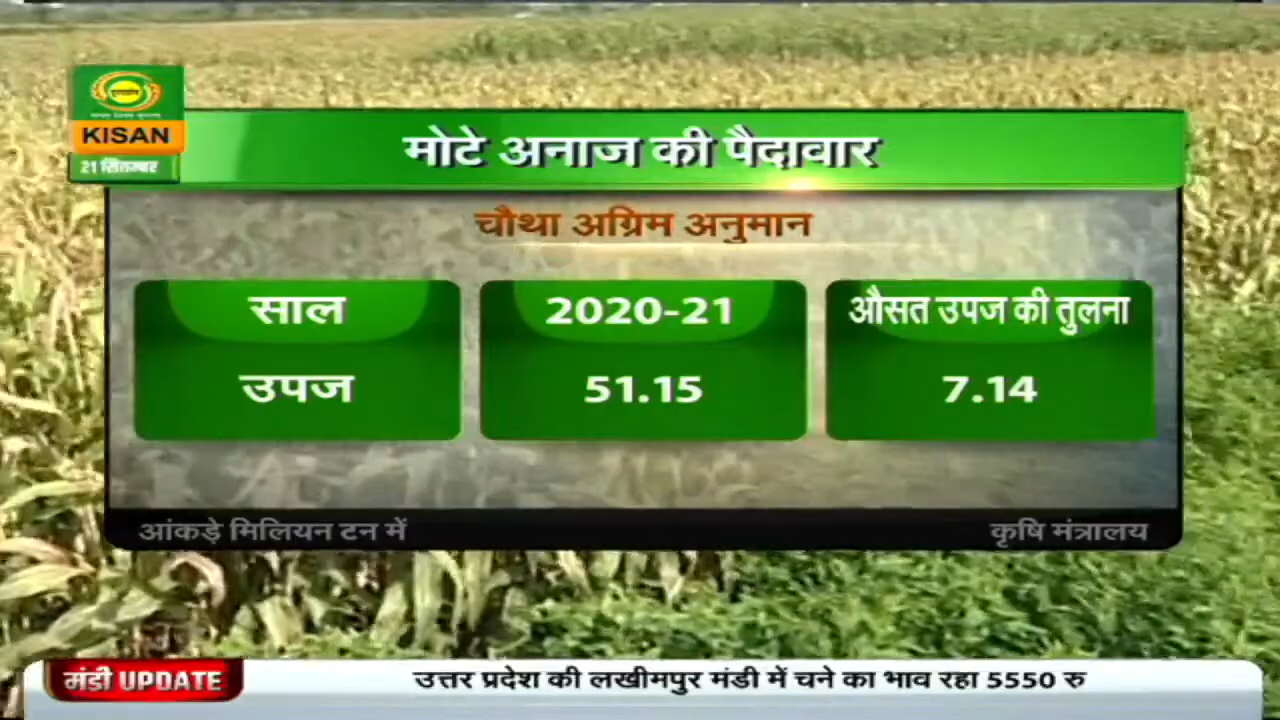 KISAN
21 सितम्बर
मोटे अनाज की पैदावार
चौथा अग्रिम अनुमान
साल 2020-21 औसत उपज की तुलना
उपज 51.15 7.14
आंकड़े मिलियन टन में कृषि मंत्रालय
मंडी UPDATE उत्तर प्रदेश की लखीमपुर मंडी में चने का भाव रहा 5550 रु